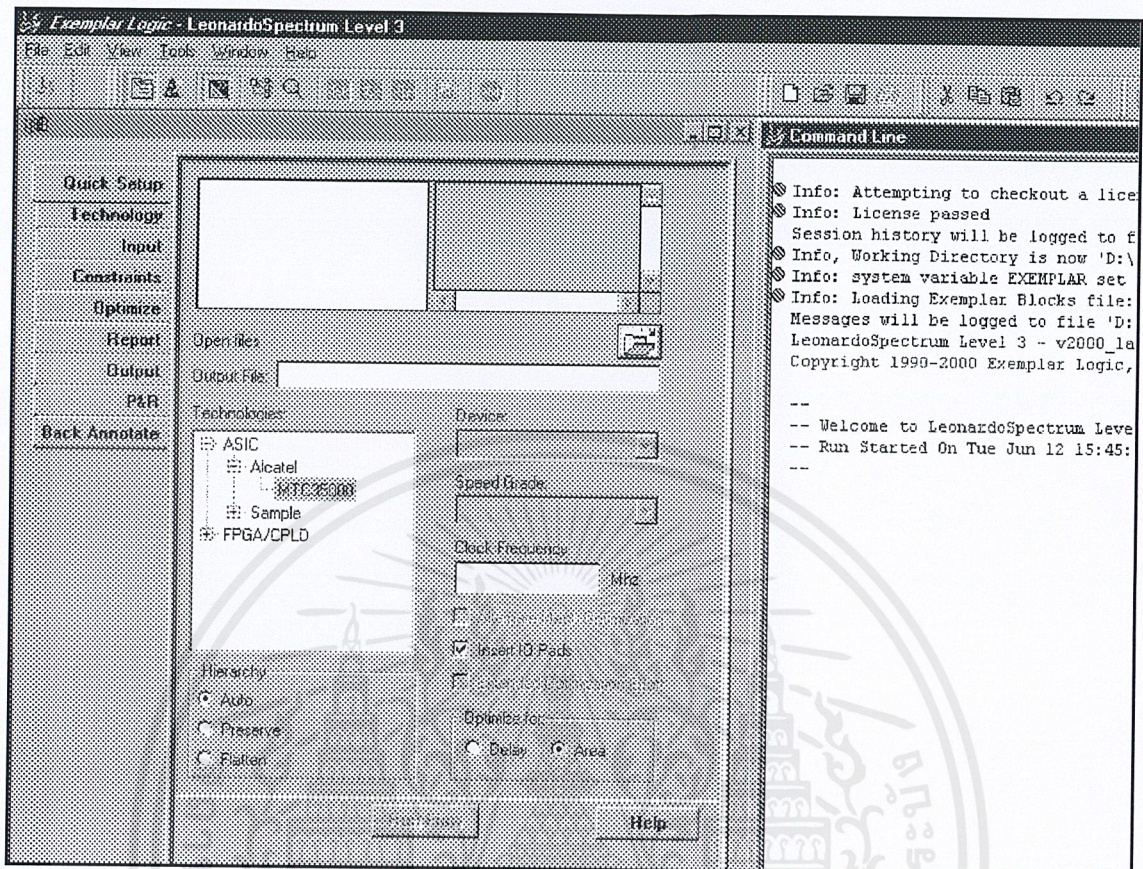 Exemplar Logic - LeonardoSpectrum Level 3
File Edit View Tools Window Help
Command Line
Quick Setup
Technology
Input
Constraints
Optimize
Report
Output
P&R
Back Annotate
Open files
Output File:
Technologies:
ASIC
Alcatel
MTC35000
Sample
FPGA/CPLD
Device:
Speed Grade:
Clock Frequency
Mhz
Insert IO Pads
Hierarchy
Auto
Preserve
Flatten
Optimize for
Delay Area
Help
Info: Attempting to checkout a lice
Info: License passed
Session history will be logged to f
Info, Working Directory is now 'D:\
Info: system variable EXEMPLAR set
Info: Loading Exemplar Blocks file:
Messages will be logged to file 'D:
LeonardoSpectrum Level 3 - v2000_1a
Copyright 1990-2000 Exemplar Logic,
--
-- Welcome to LeonardoSpectrum Leve
-- Run Started On Tue Jun 12 15:45:
--